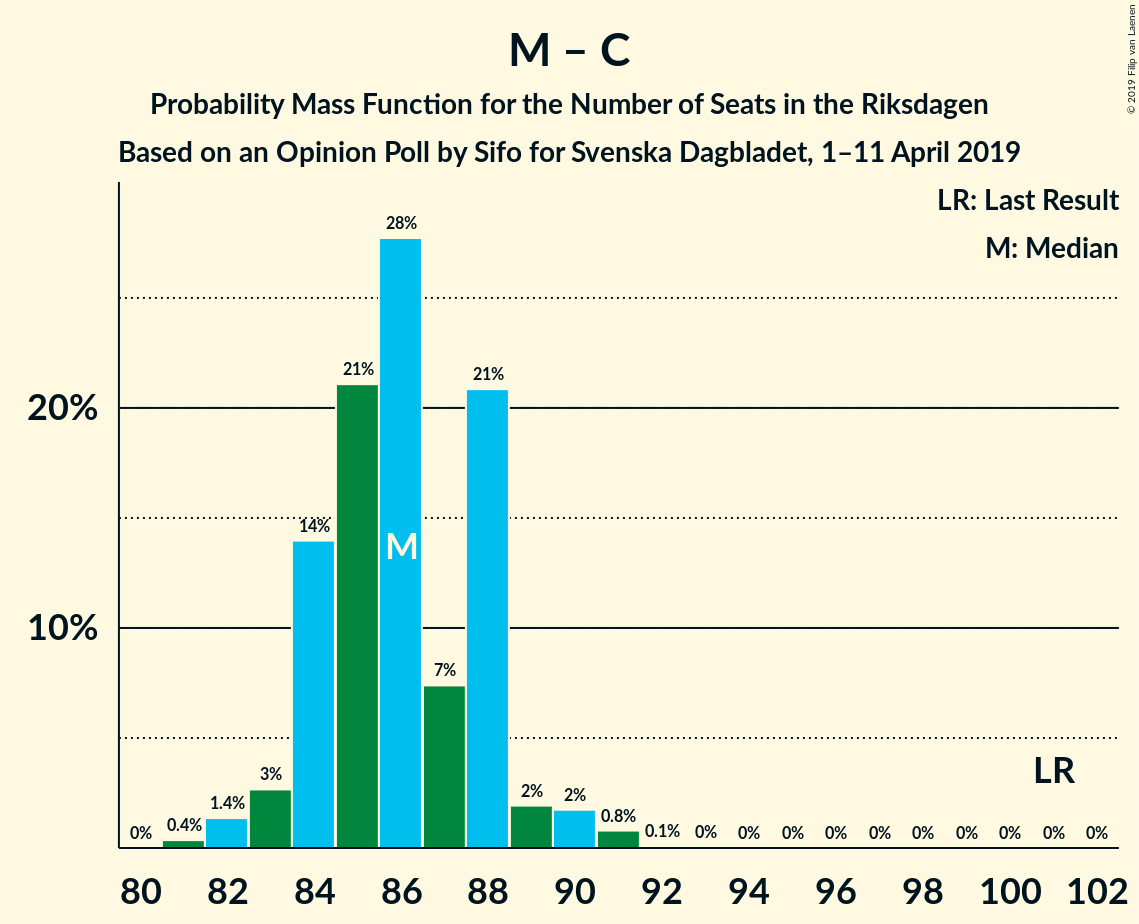 M – C
Probability Mass Function for the Number of Seats in the Riksdagen
Based on an Opinion Poll by Sifo for Svenska Dagbladet, 1–11 April 2019
© 2019 Filip van Laenen
LR: Last Result
M: Median
20%
10%
0% 0.4% 1.4% 3% 14% 21% 28% 7% 21% 2% 2% 0.8% 0.1% 0% 0% 0% 0% 0% 0% 0% 0% 0% 0%
M
LR
80 82 84 86 88 90 92 94 96 98 100 102